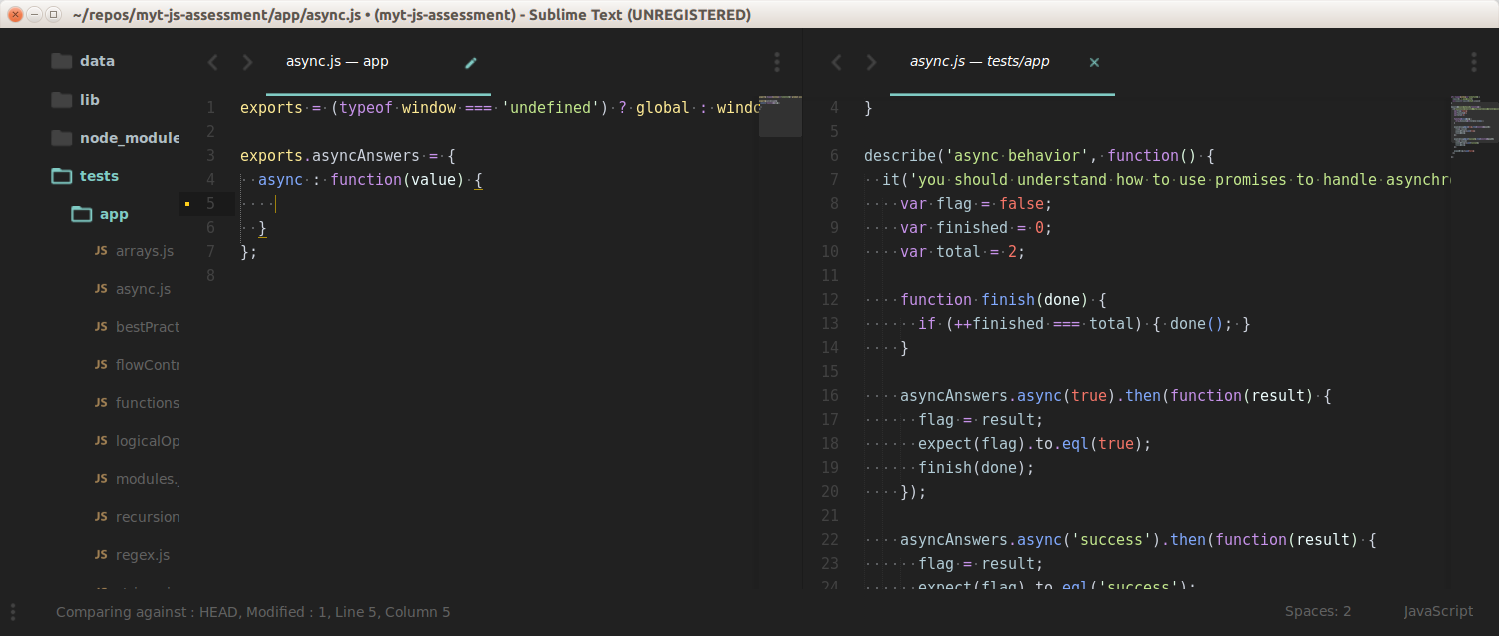 ~/repos/myt-js-assessment/app/async.js • (myt-js-assessment) - Sublime Text (UNREGISTERED)
data
lib
node_module
tests
app
JS arrays.js
JS async.js
JS bestPract
JS flowContr
JS functions
JS logicalOp
JS modules.
JS recursion
JS regex.js
async.js — app
1 exports = (typeof window === 'undefined') ? global : windo
2
3 exports.asyncAnswers = {
4 async : function(value) {
5
6 }
7 };
8
async.js — tests/app
4 }
5
6 describe('async behavior', function() {
7 it('you should understand how to use promises to handle asynchr
8 var flag = false;
9 var finished = 0;
10 var total = 2;
11
12 function finish(done) {
13 if (++finished === total) { done(); }
14 }
15
16 asyncAnswers.async(true).then(function(result) {
17 flag = result;
18 expect(flag).to.eql(true);
19 finish(done);
20 });
21
22 asyncAnswers.async('success').then(function(result) {
23 flag = result;
24 expect(flag).to.eql('success');
Comparing against : HEAD, Modified : 1, Line 5, Column 5
Spaces: 2
JavaScript